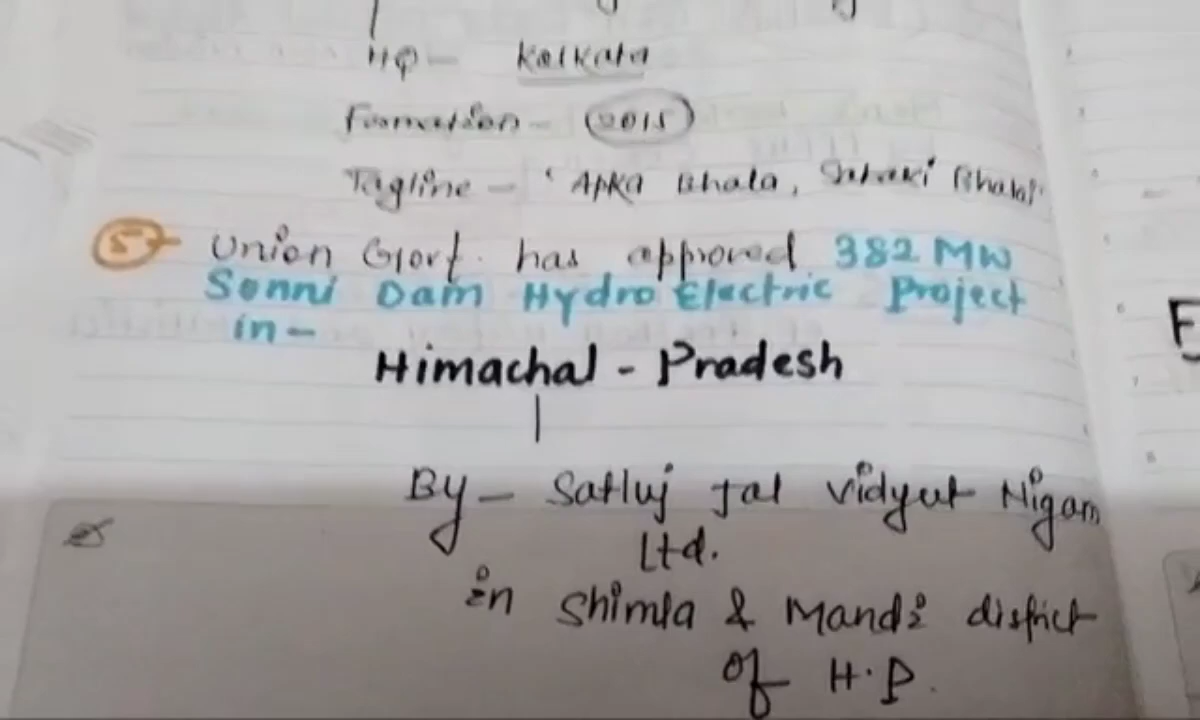 HQ - Kolkata
Formation - 2015
Tagline - 'Apka Bhala, Sabki Bhalai
5 Union Govt. has approved 382 MW
Sunni Dam Hydro Electric Project
in -
Himachal - Pradesh
By - Satluj Jal Vidyut Nigam
Ltd.
in Shimla & Mandi district
of H.P.